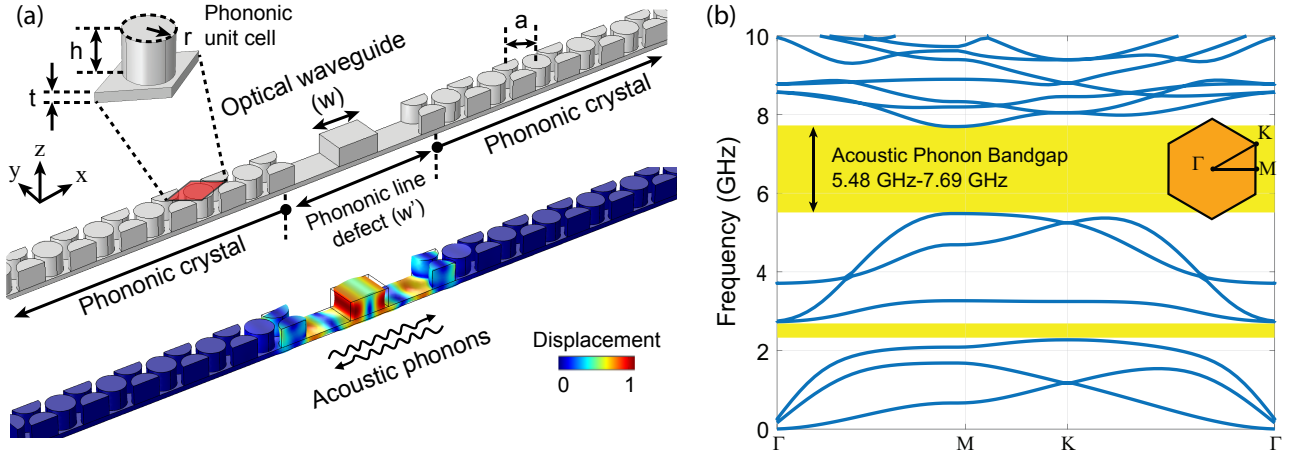 (a)
Phononic
unit cell
h
r
t
a
Optical waveguide
(w)
z
y
x
Phononic crystal
Phononic line
defect (w')
Phononic crystal
Acoustic phonons
Displacement
0
1
(b)
Frequency (GHz)
10
8
6
4
2
0
Acoustic Phonon Bandgap
5.48 GHz-7.69 GHz
Γ
K
M
Γ
M
K
Γ